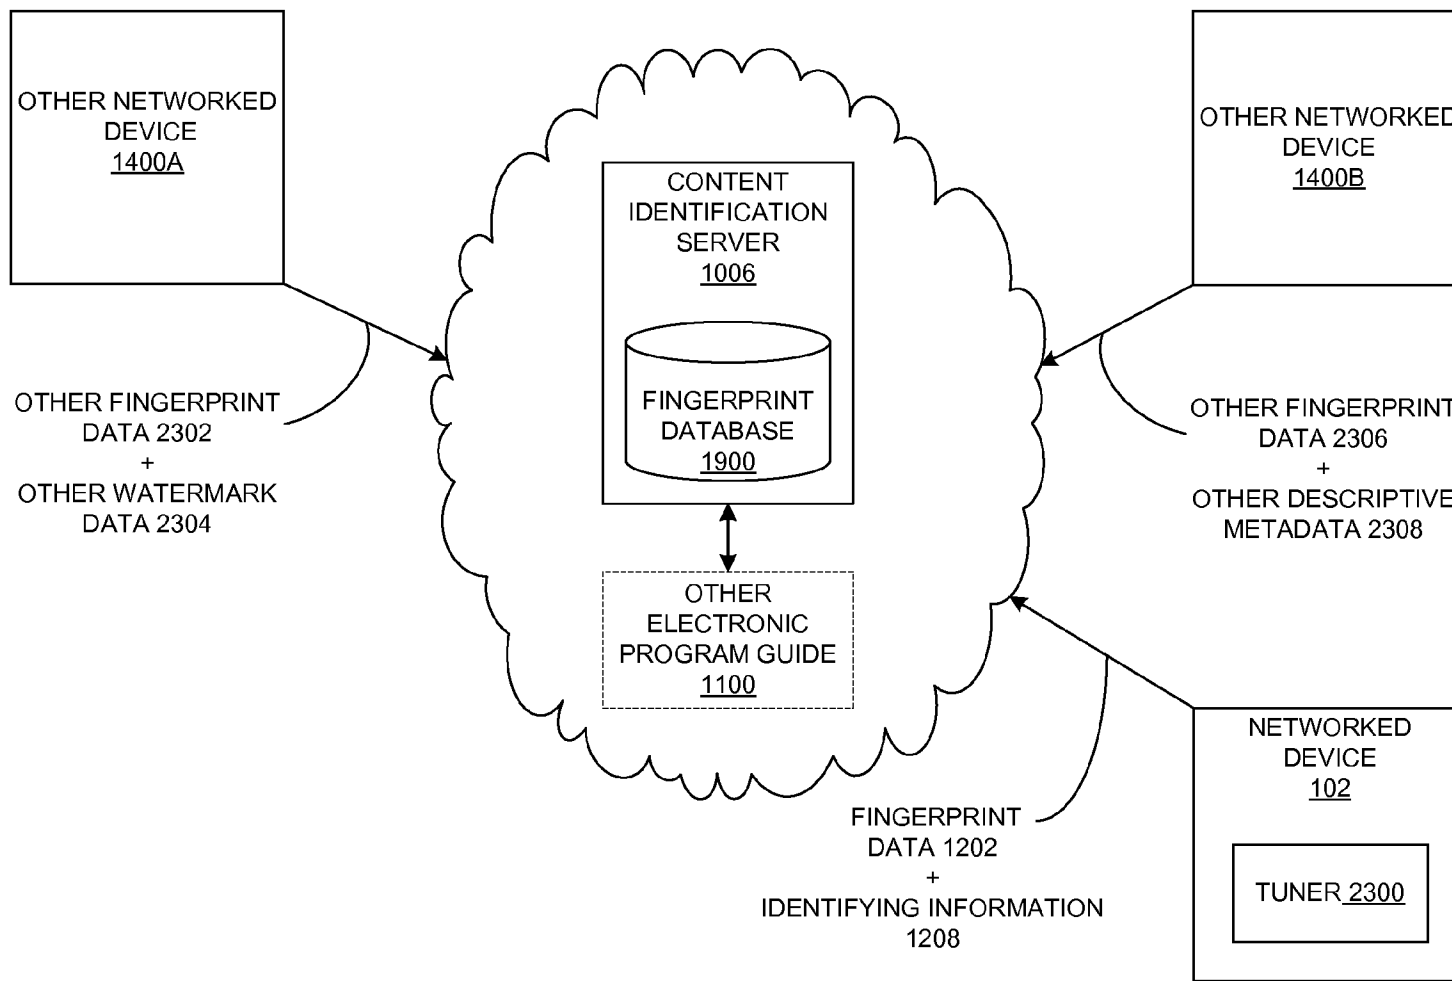 OTHER NETWORKED
DEVICE
1400A
OTHER NETWORKED
DEVICE
1400B
CONTENT
IDENTIFICATION
SERVER
1006
FINGERPRINT
DATABASE
1900
OTHER FINGERPRINT
DATA 2302
+
OTHER WATERMARK
DATA 2304
OTHER FINGERPRINT
DATA 2306
+
OTHER DESCRIPTIVE
METADATA 2308
OTHER
ELECTRONIC
PROGRAM GUIDE
1100
NETWORKED
DEVICE
102
TUNER 2300
FINGERPRINT
DATA 1202
+
IDENTIFYING INFORMATION
1208